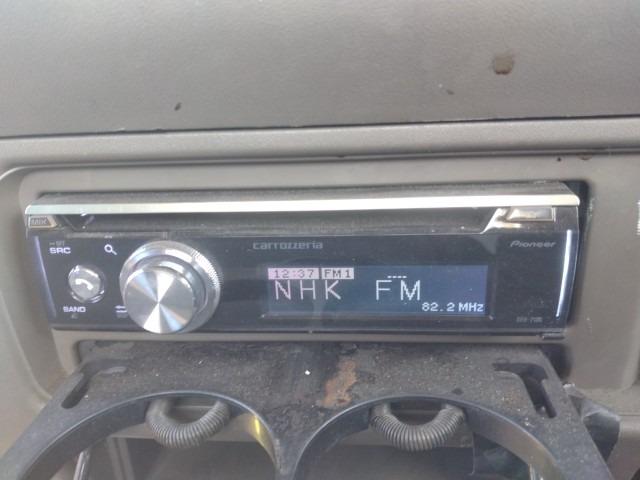 SRC
carrozzeria
Pioneer
12:37 FM1
NHK FM
BAND
82.2 MHz